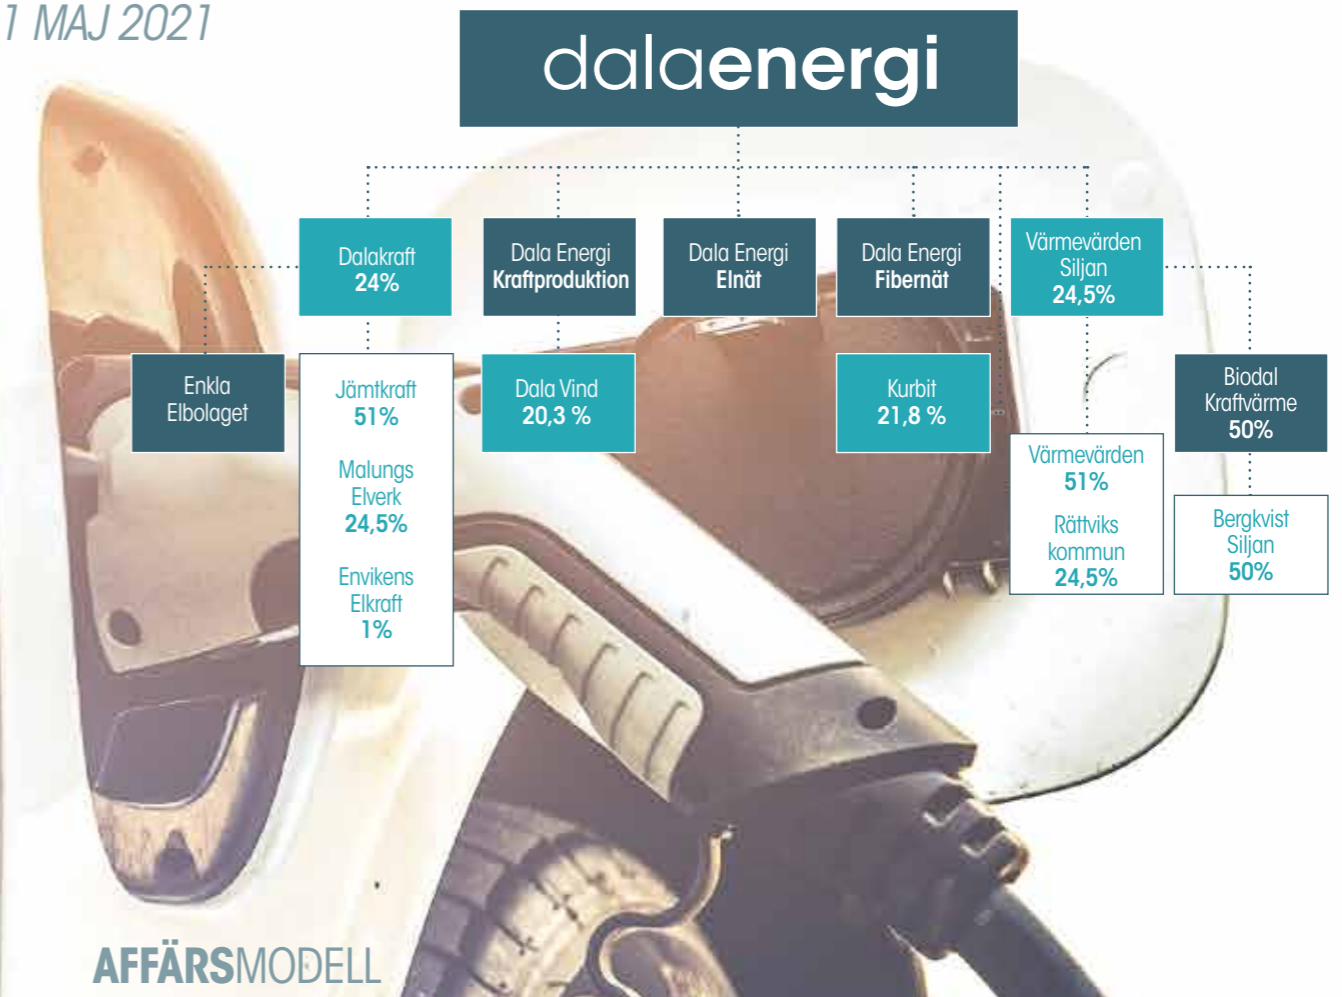 1 MAJ 2021
dalaenergi
Dalakraft
24%
Dala Energi
Kraftproduktion
Dala Energi
Elnät
Dala Energi
Fibernät
Värmevärden
Siljan
24,5%
Enkla
Elbolaget
Jämtkraft
51%
Malungs
Elverk
24,5%
Envikens
Elkraft
1%
Dala Vind
20,3 %
Kurbit
21,8 %
Värmevärden
51%
Rättviks
kommun
24,5%
Biodal
Kraftvärme
50%
Bergkvist
Siljan
50%
AFFÄRSMODELL